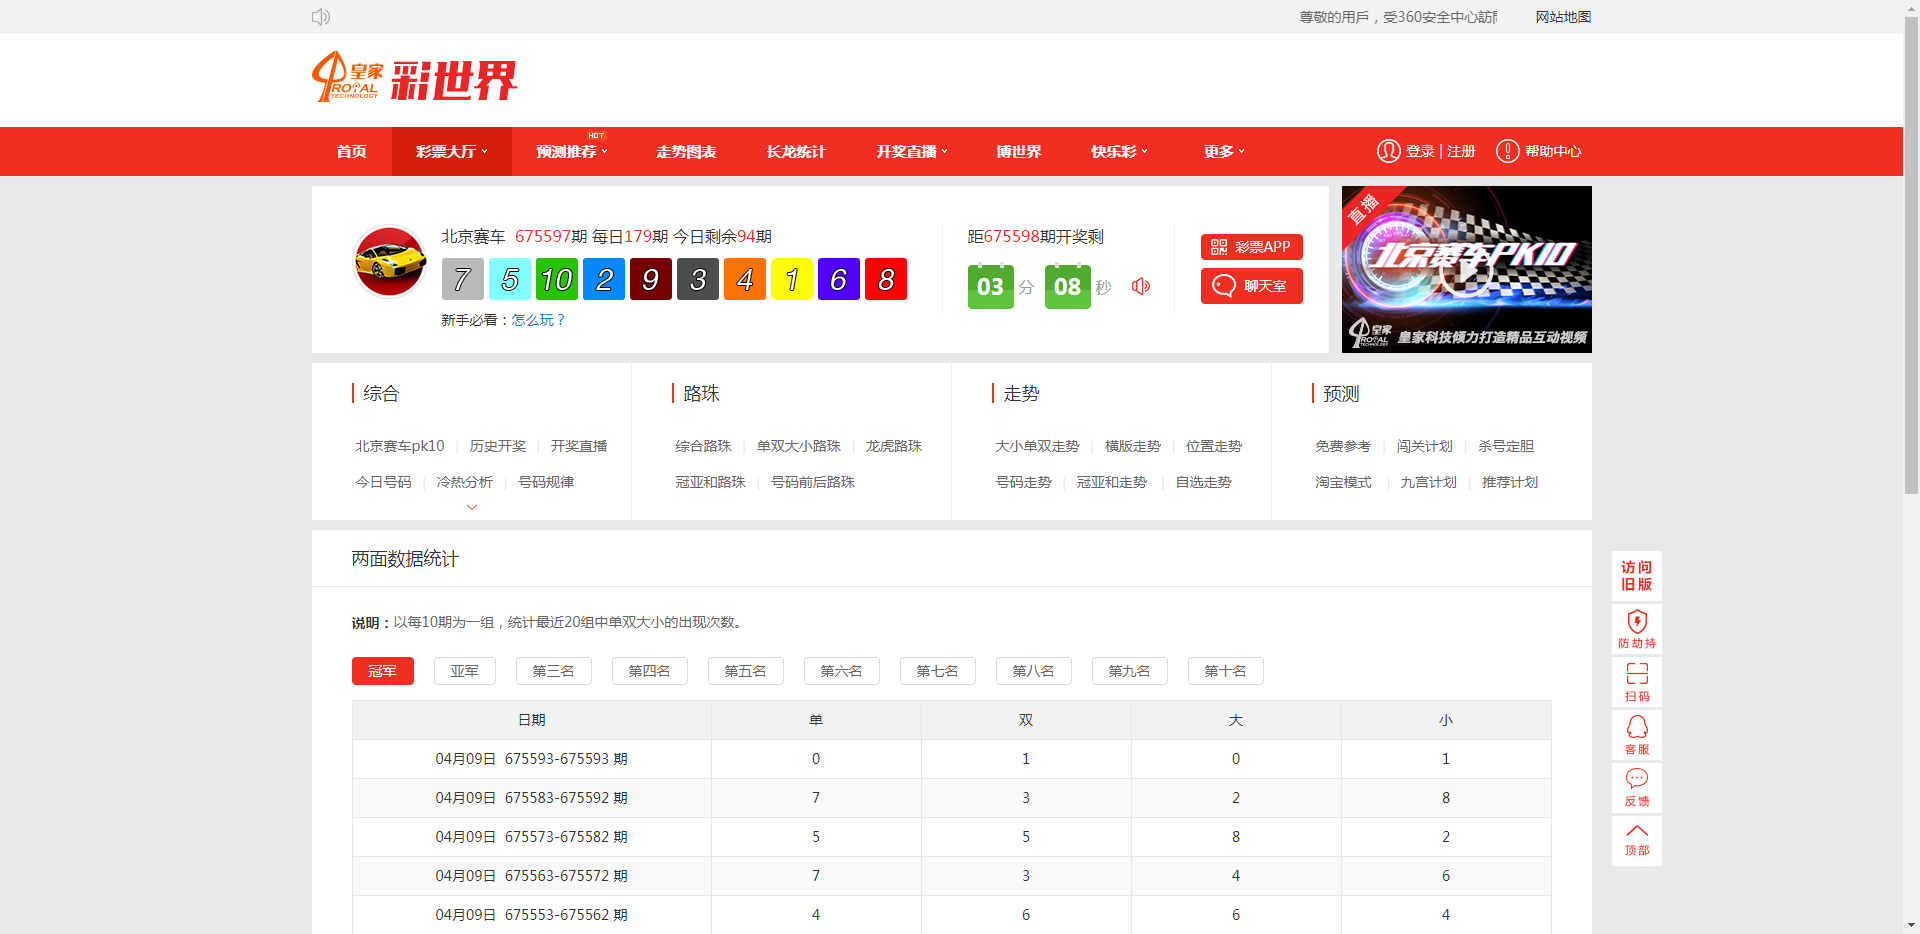 尊敬的用戶，受360安全中心訪
网站地图
皇家 ROYAL TECHNOLOGY 彩世界
首页 彩票大厅 预测推荐 HOT 走势图表 长龙统计 开奖直播 博世界 快乐彩 更多 登录 | 注册 帮助中心
北京赛车 675597期 每日179期 今日剩余94期
7 5 10 2 9 3 4 1 6 8
新手必看：怎么玩？
距675598期开奖剩
03 分 08 秒
彩票APP
聊天室
直播
北京赛车PK10
皇家 ROYAL TECHNOLOGY 皇家科技倾力打造精品互动视频
综合
北京赛车pk10 | 历史开奖 | 开奖直播
今日号码 | 冷热分析 | 号码规律
路珠
综合路珠 | 单双大小路珠 | 龙虎路珠
冠亚和路珠 | 号码前后路珠
走势
大小单双走势 | 横版走势 | 位置走势
号码走势 | 冠亚和走势 | 自选走势
预测
免费参考 | 闯关计划 | 杀号定胆
淘宝模式 | 九宫计划 | 推荐计划
两面数据统计
说明：以每10期为一组，统计最近20组中单双大小的出现次数。
冠军 亚军 第三名 第四名 第五名 第六名 第七名 第八名 第九名 第十名
日期 单 双 大 小
04月09日 675593-675593 期 0 1 0 1
04月09日 675583-675592 期 7 3 2 8
04月09日 675573-675582 期 5 5 8 2
04月09日 675563-675572 期 7 3 4 6
04月09日 675553-675562 期 4 6 6 4
访问
旧版
防劫持
扫码
客服
反馈
顶部